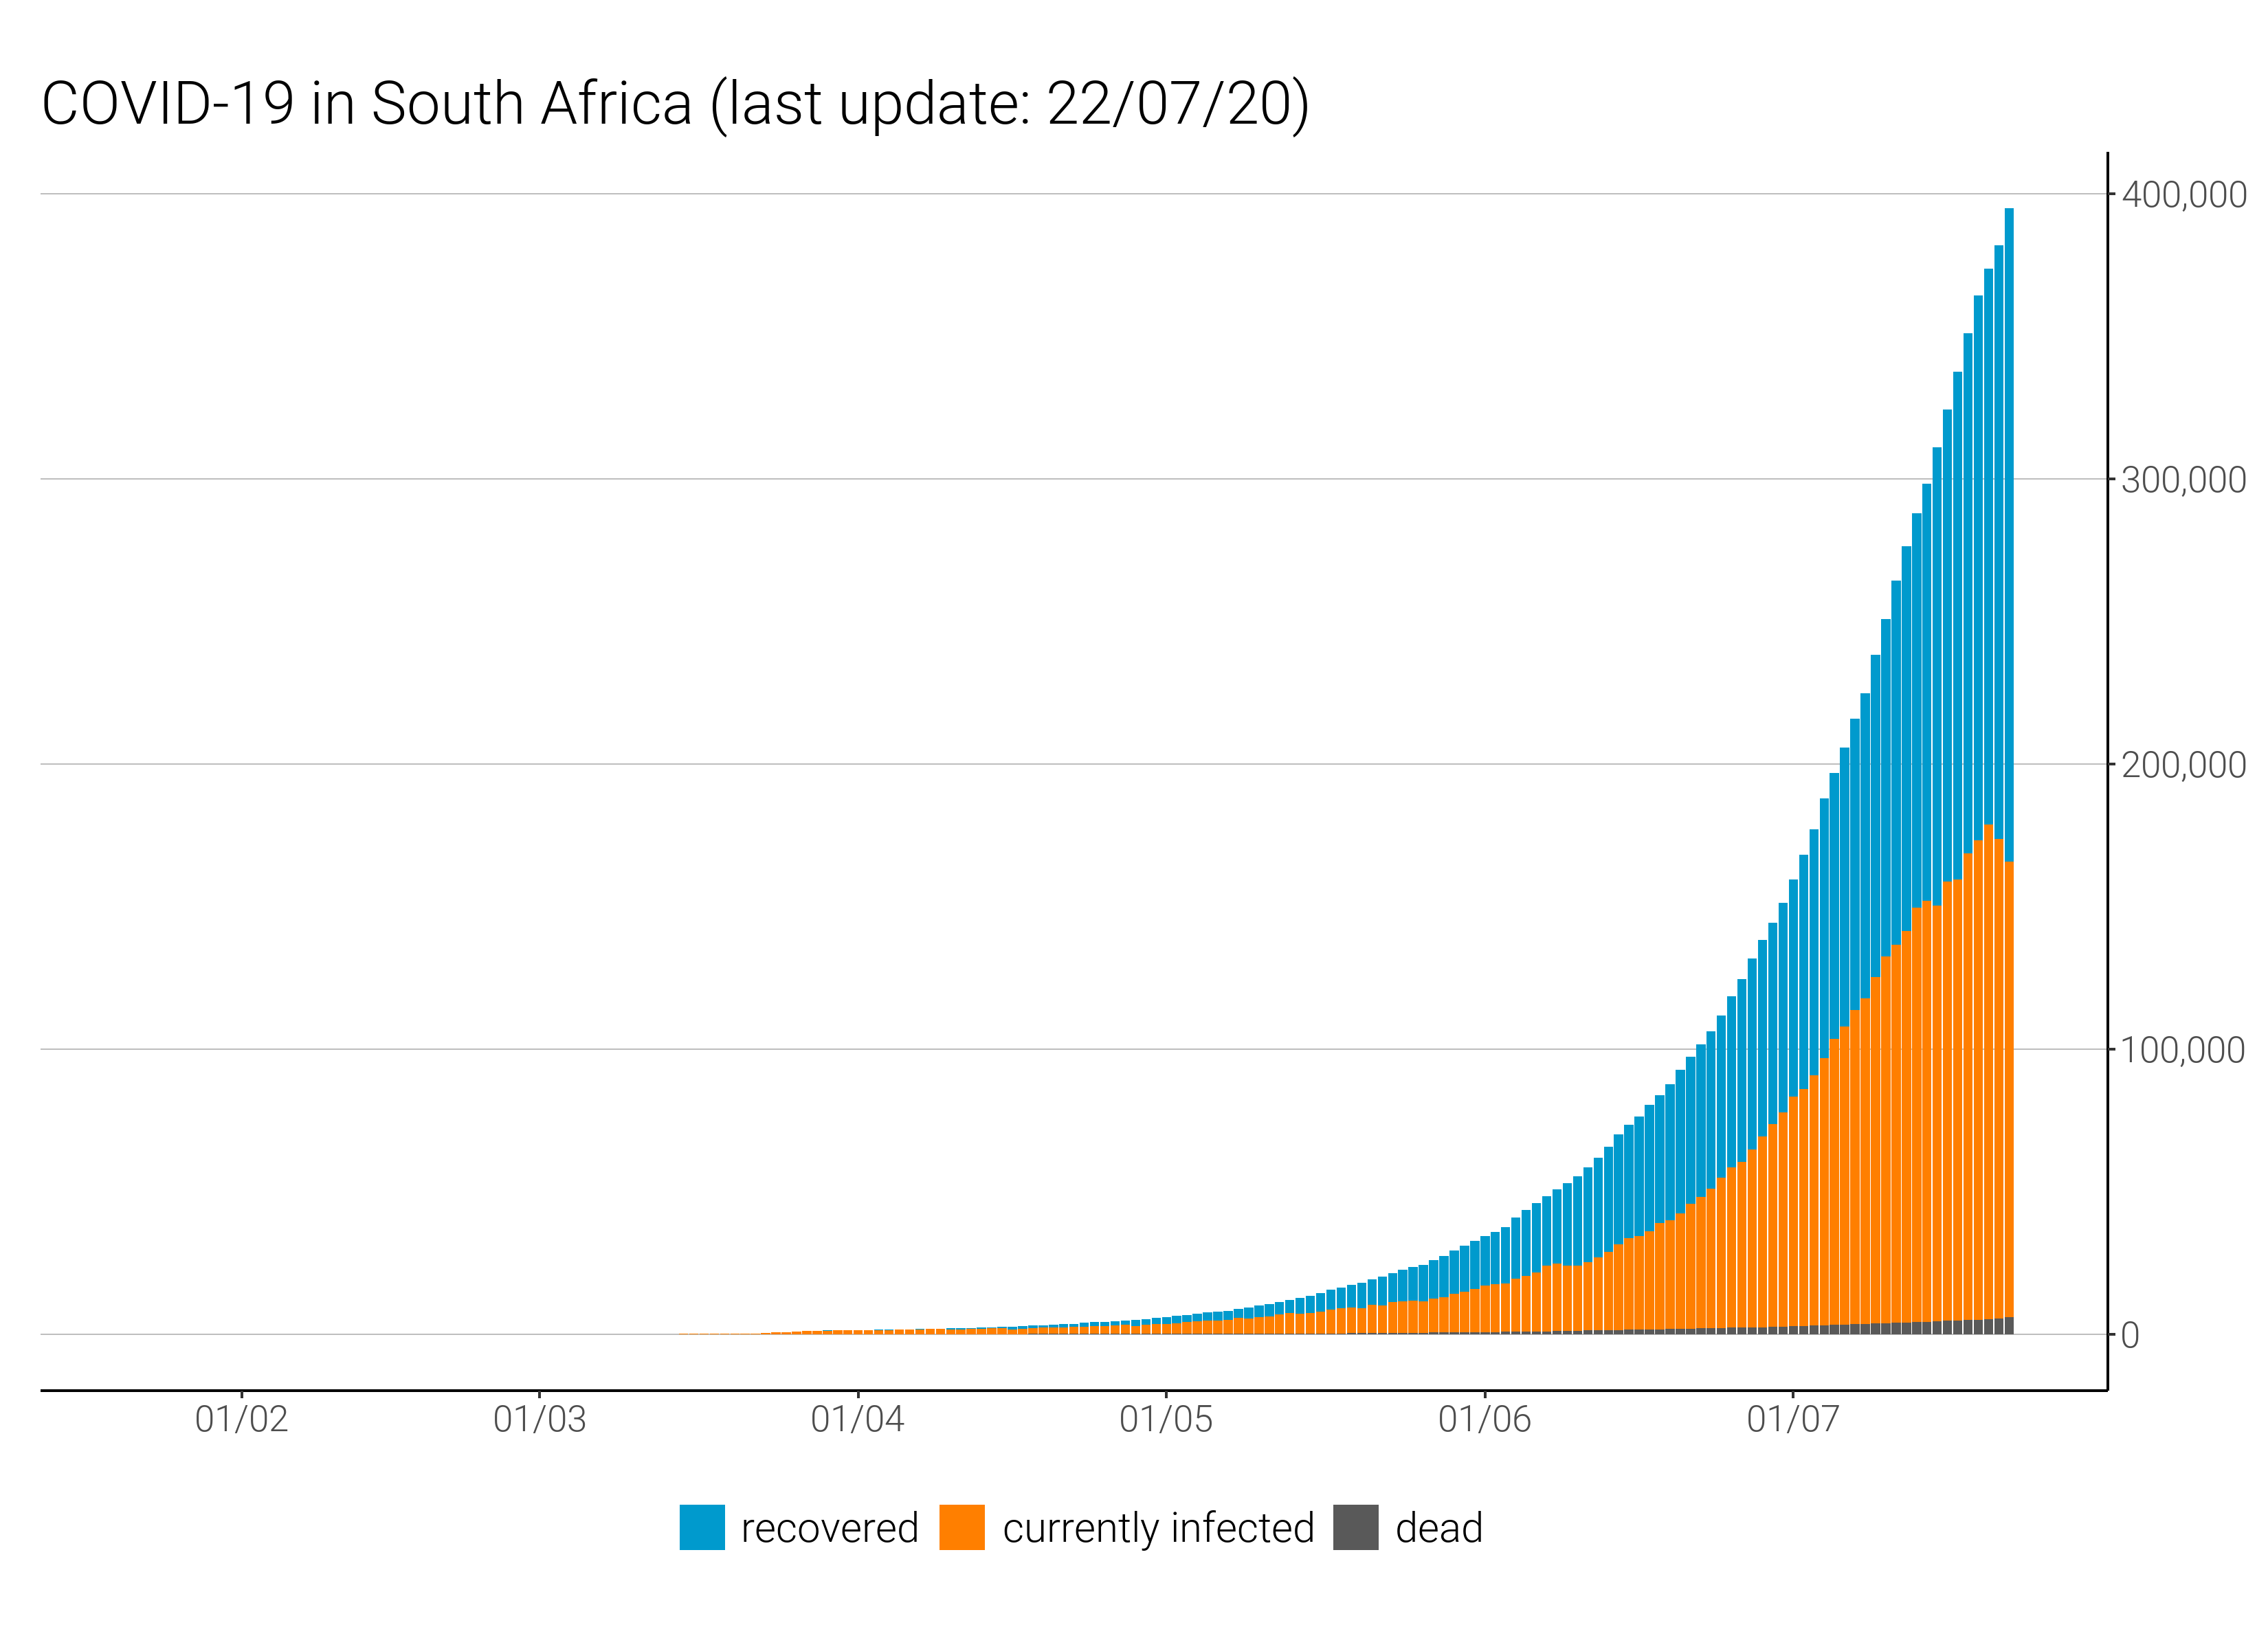 COVID-19 in South Africa (last update: 22/07/20)
400,000
300,000
200,000
100,000
0
01/02 01/03 01/04 01/05 01/06 01/07
recovered currently infected dead